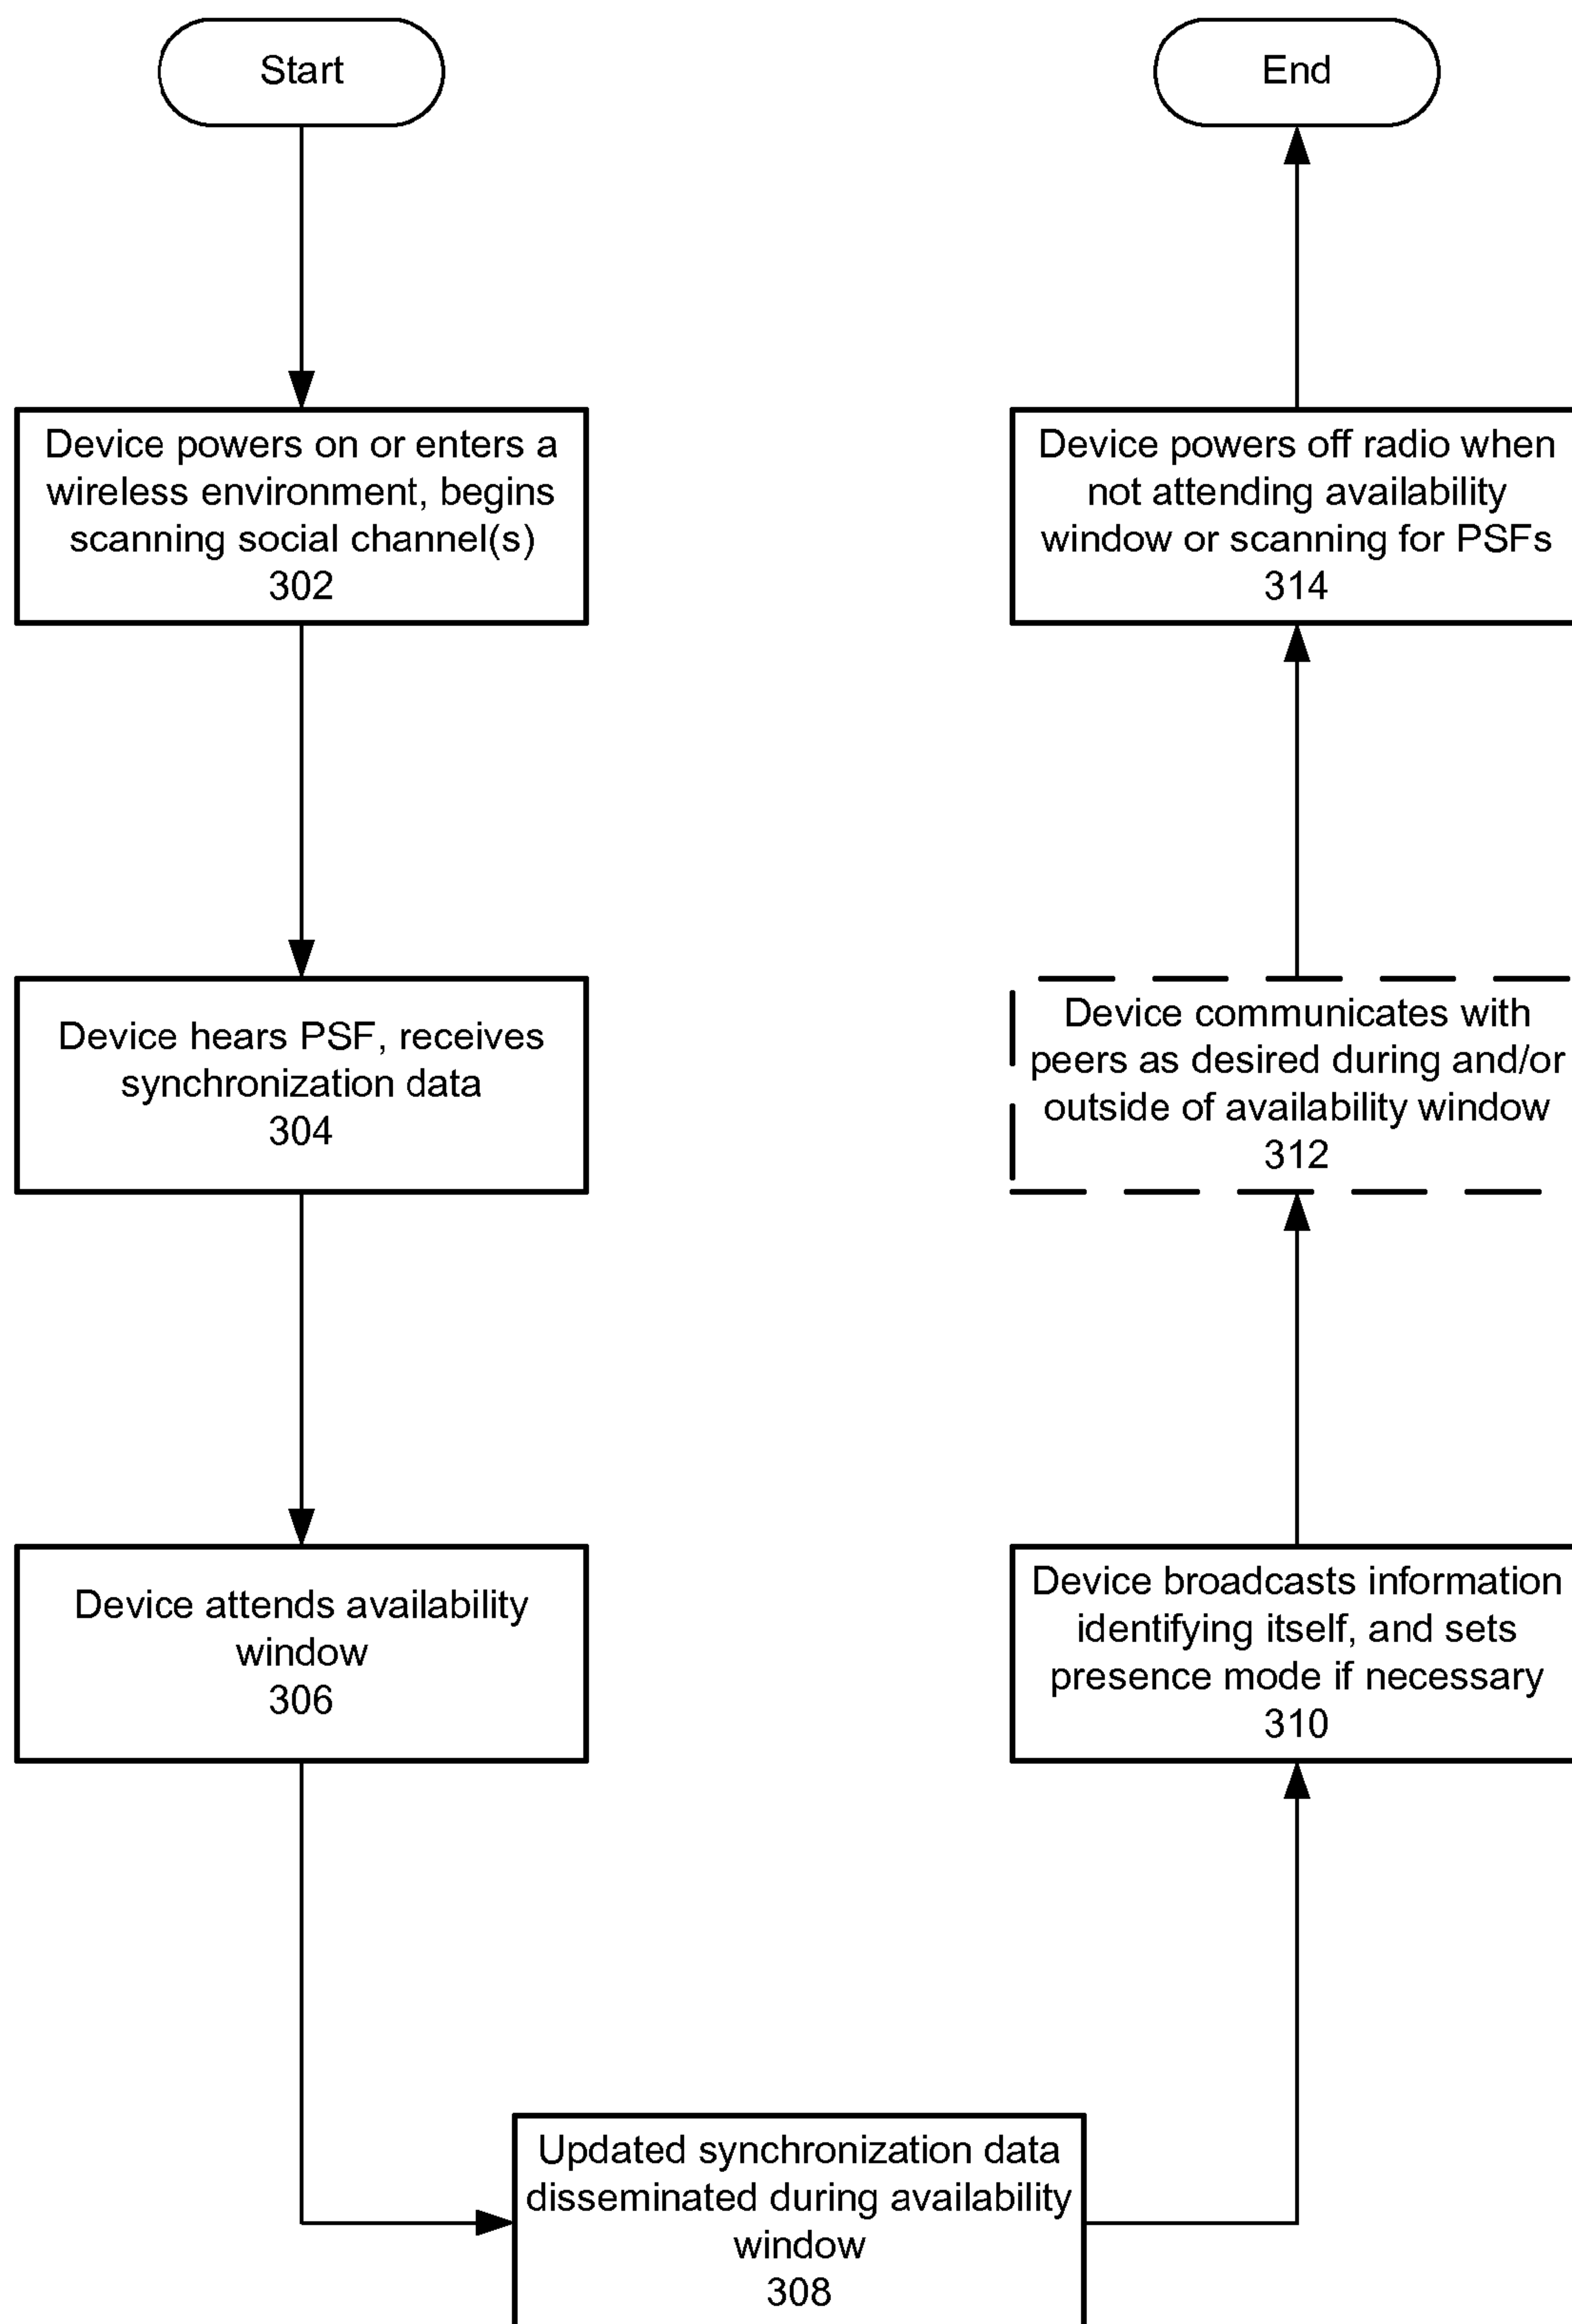 Start
Device powers on or enters a
wireless environment, begins
scanning social channel(s)
302
Device hears PSF, receives
synchronization data
304
Device attends availability
window
306
Updated synchronization data
disseminated during availability
window
308
Device broadcasts information
identifying itself, and sets
presence mode if necessary
310
Device communicates with
peers as desired during and/or
outside of availability window
312
Device powers off radio when
not attending availability
window or scanning for PSFs
314
End